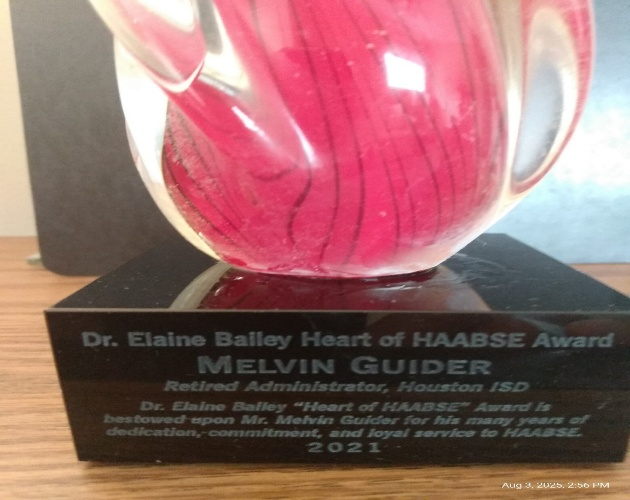 Dr. Elaine Bailey Heart of HAABSE Award
MELVIN GUIDER
Retired Administrator, Houston ISD
Dr. Elaine Bailey "Heart of HAABSE" Award is
bestowed upon Mr. Melvin Guider for his many years of
dedication, commitment, and loyal service to HAABSE.
2021
Aug 3, 2025, 2:56 PM